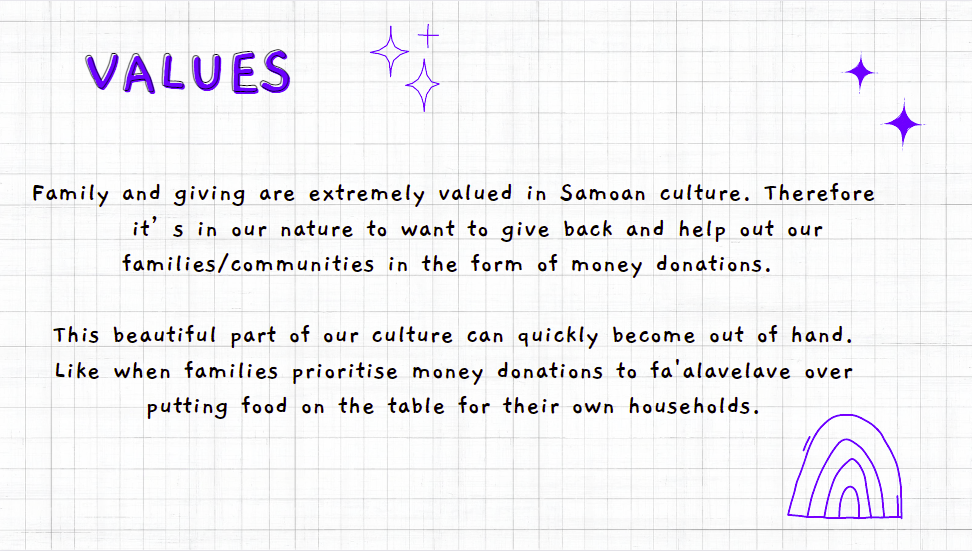 VALUES
Family and giving are extremely valued in Samoan culture. Therefore
it' s in our nature to want to give back and help out our
families/communities in the form of money donations.
This beautiful part of our culture can quickly become out of hand.
Like when families prioritise money donations to fa'alavelave over
putting food on the table for their own households.